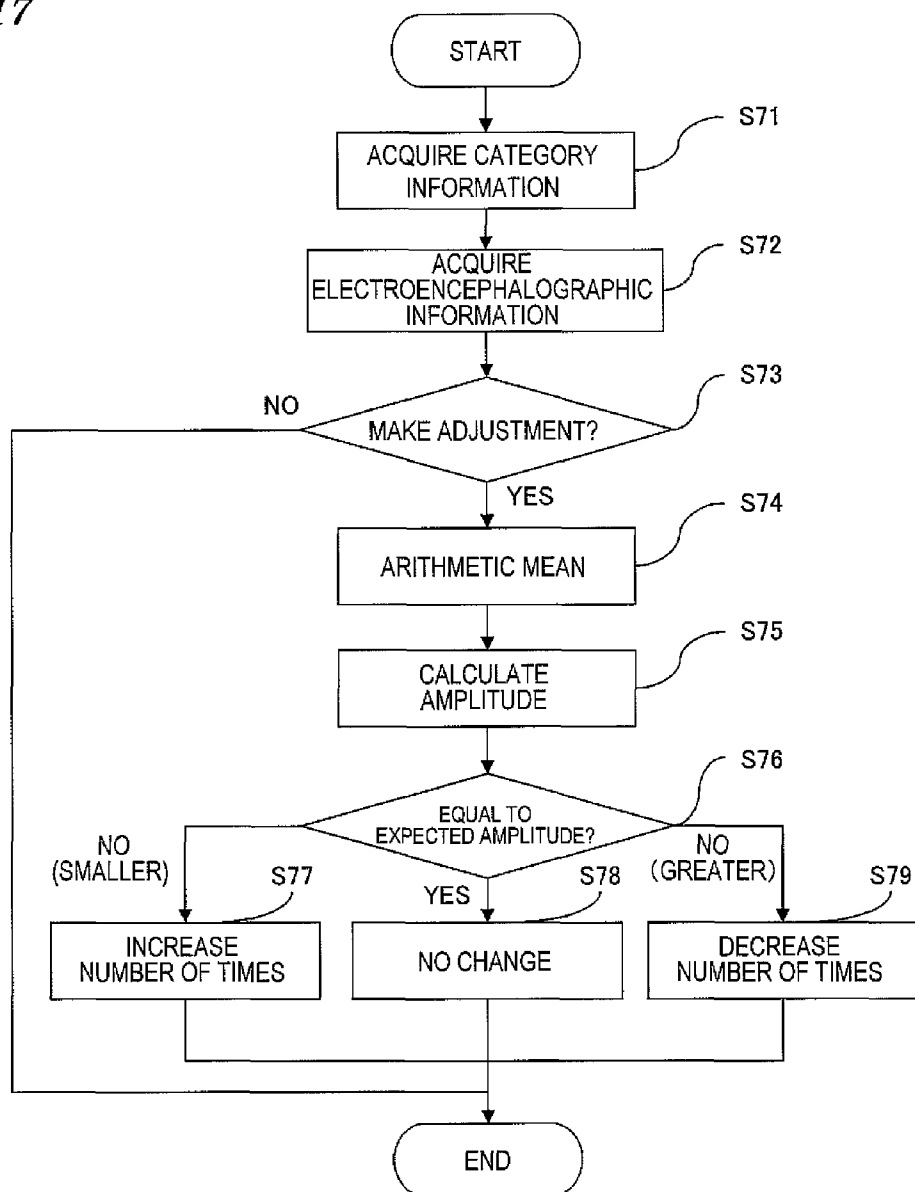 17
START
S71
ACQUIRE CATEGORY
INFORMATION
S72
ACQUIRE
ELECTROENCEPHALOGRAPHIC
INFORMATION
S73
NO
MAKE ADJUSTMENT?
YES
S74
ARITHMETIC MEAN
S75
CALCULATE
AMPLITUDE
S76
EQUAL TO
EXPECTED AMPLITUDE?
NO
(SMALLER)
S77
YES
S78
NO
(GREATER)
S79
INCREASE
NUMBER OF TIMES
NO CHANGE
DECREASE
NUMBER OF TIMES
END